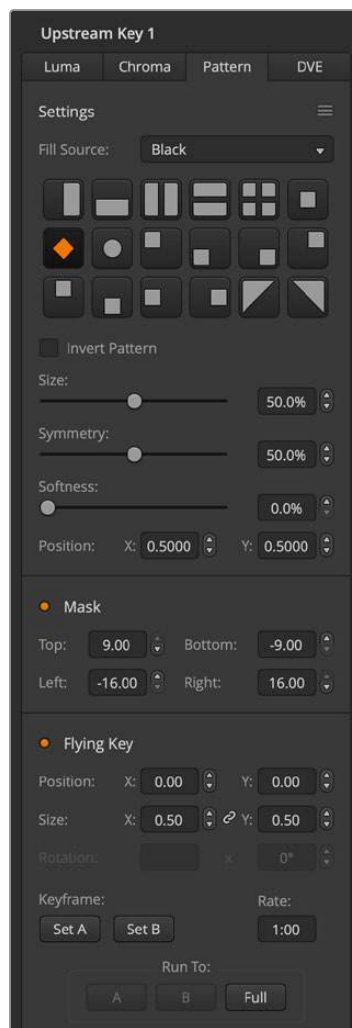 Upstream Key 1
Luma Chroma Pattern DVE
Settings
Fill Source: Black
Invert Pattern
Size:
50.0%
Symmetry:
50.0%
Softness:
0.0%
Position: X: 0.5000 Y: 0.5000
Mask
Top: 9.00 Bottom: -9.00
Left: -16.00 Right: 16.00
Flying Key
Position: X: 0.00 Y: 0.00
Size: X: 0.50 Y: 0.50
Rotation: x 0°
Keyframe: Rate:
Set A Set B 1:00
Run To:
A B Full